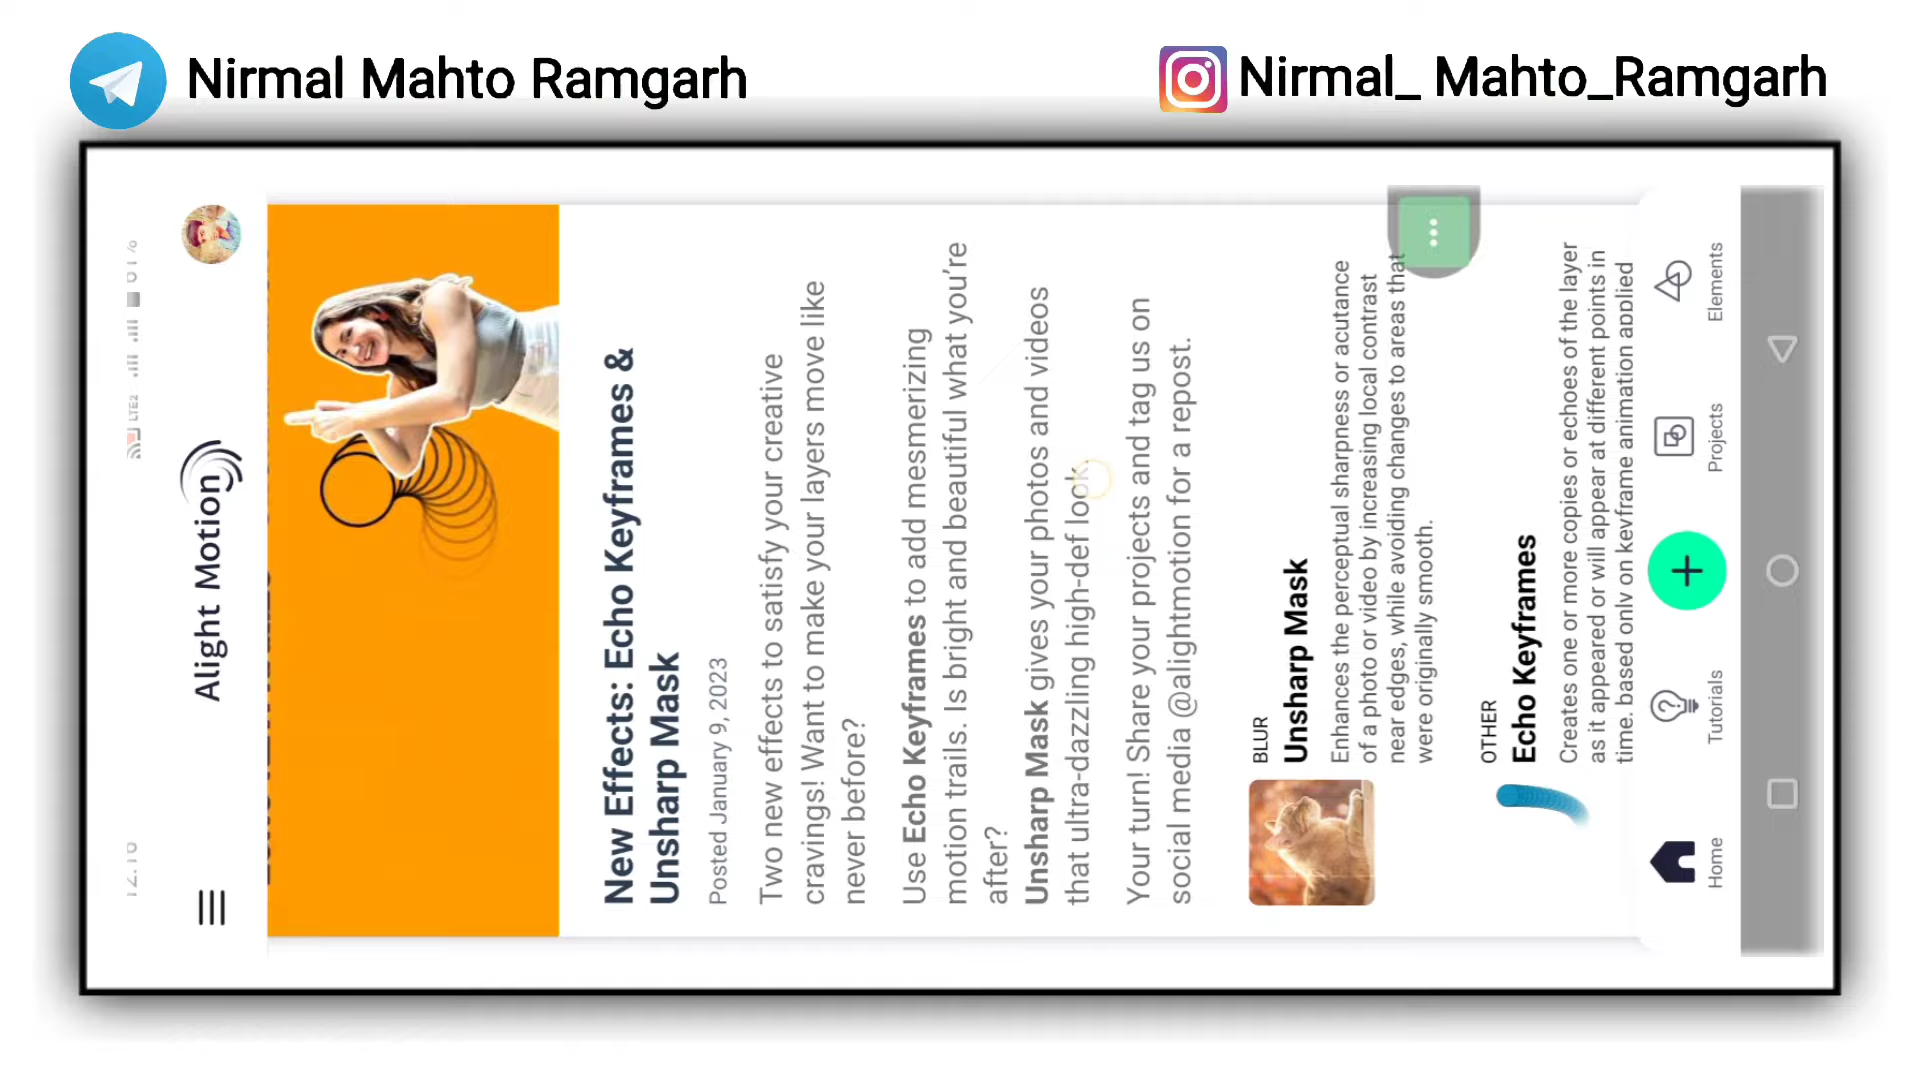 Nirmal Mahto Ramgarh
Nirmal_ Mahto_Ramgarh
LTE2
Alight Motion
New Effects: Echo Keyframes &
Unsharp Mask
Posted January 9, 2023
Two new effects to satisfy your creative
cravings! Want to make your layers move like
never before?
Use Echo Keyframes to add mesmerizing
motion trails. Is bright and beautiful what you're
after?
Unsharp Mask gives your photos and videos
that ultra-dazzling high-def look.
Your turn! Share your projects and tag us on
social media @alightmotion for a repost.
BLUR
Unsharp Mask
Enhances the perceptual sharpness or acutance
of a photo or video by increasing local contrast
near edges, while avoiding changes to areas that
were originally smooth.
OTHER
Echo Keyframes
Creates one or more copies or echoes of the layer
as it appeared or will appear at different points in
time, based only on keyframe animation applied
Home
Tutorials
Projects
Elements